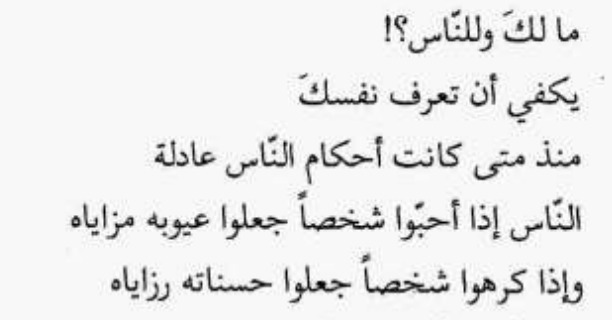 ما لكَ وللنّاس؟!
يكفي أن تعرف نفسكَ
منذ متى كانت أحكام النّاس عادلة
النّاس إذا أحبّوا شخصاً جعلوا عيوبه مزاياه
وإذا كرهوا شخصاً جعلوا حسناته رزاياه